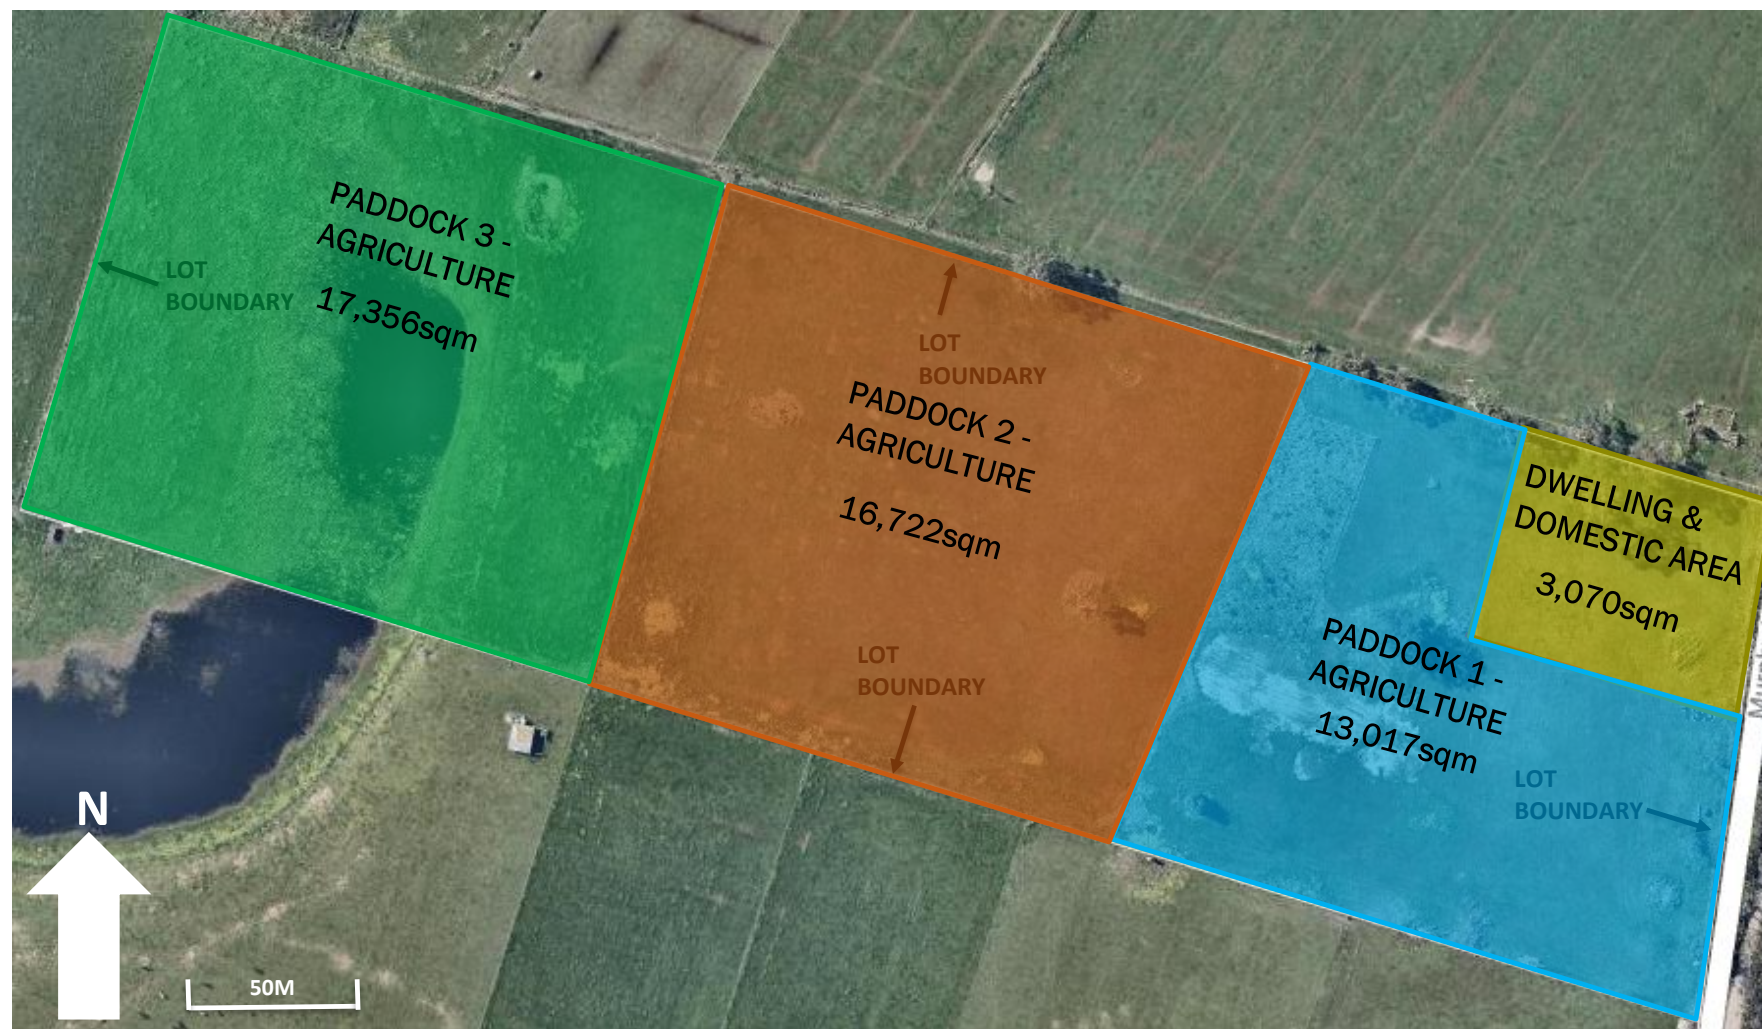 PADDOCK 3 -
AGRICULTURE
17,356sqm
LOT
BOUNDARY
LOT
BOUNDARY
PADDOCK 2 -
AGRICULTURE
16,722sqm
LOT
BOUNDARY
DWELLING &
DOMESTIC AREA
3,070sqm
PADDOCK 1 -
AGRICULTURE
13,017sqm
LOT
BOUNDARY
N
50M